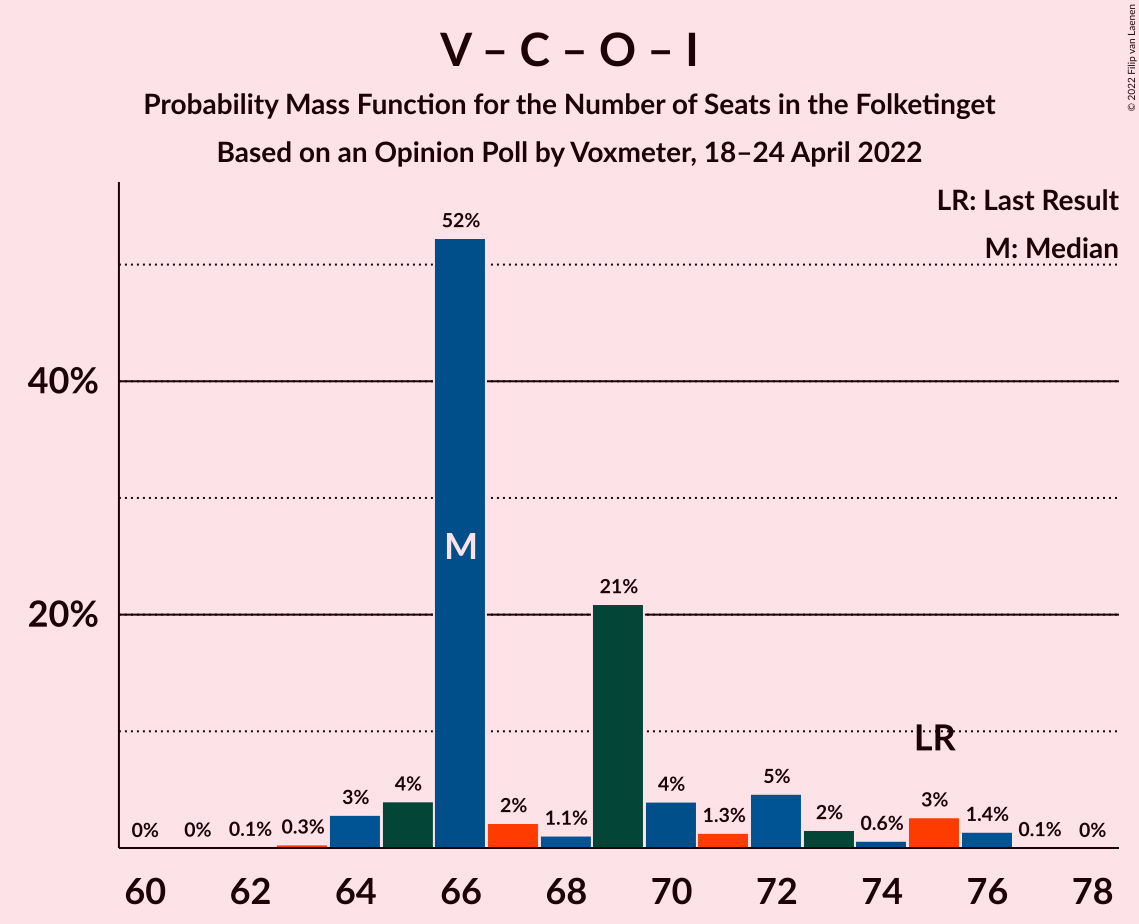 V – C – O – I
Probability Mass Function for the Number of Seats in the Folketinget
Based on an Opinion Poll by Voxmeter, 18–24 April 2022
© 2022 Filip van Laenen
LR: Last Result
M: Median
40%
20%
0%
0%
0.1%
0.3%
3%
4%
52%
2%
1.1%
21%
4%
1.3%
5%
2%
0.6%
3%
1.4%
0.1%
0%
M
LR
60 62 64 66 68 70 72 74 76 78